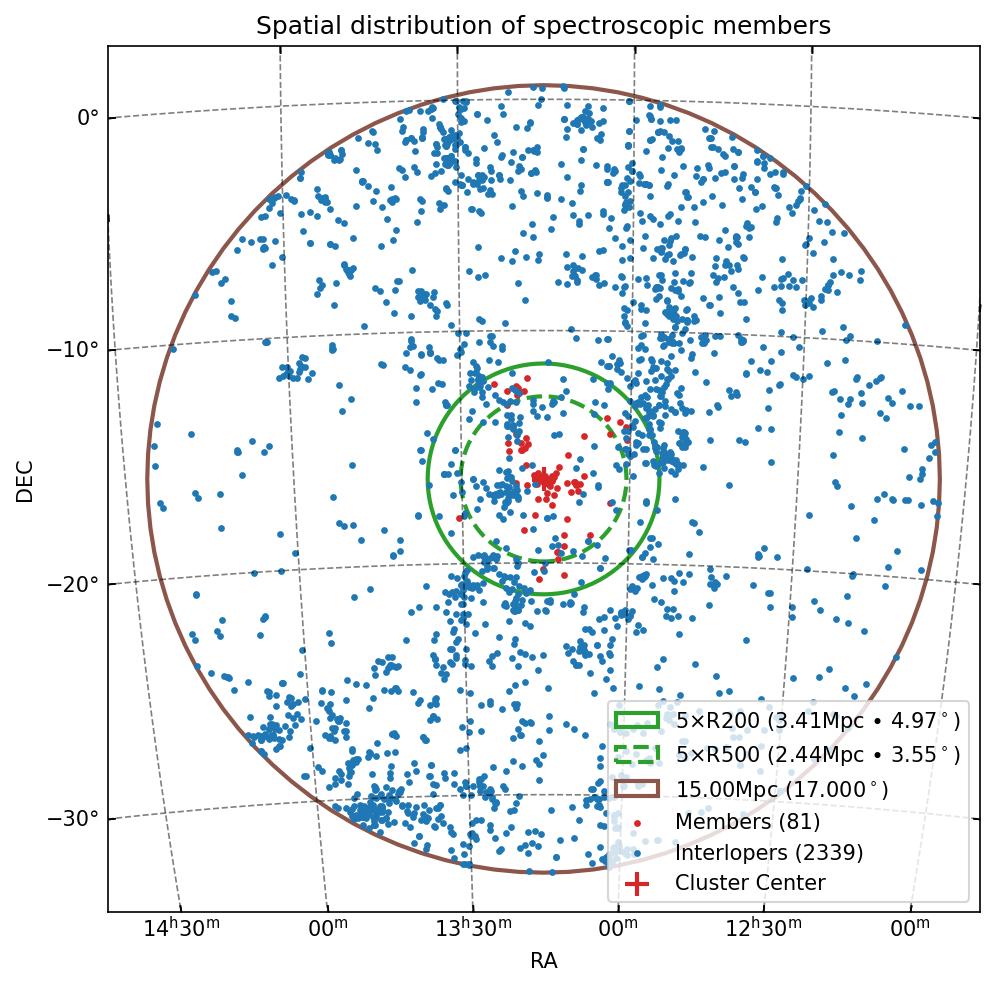 Spatial distribution of spectroscopic members
0°
−10°
−20°
−30°
DEC
5×R200 (3.41Mpc • 4.97°)
5×R500 (2.44Mpc • 3.55°)
15.00Mpc (17.000°)
Members (81)
Interlopers (2339)
Cluster Center
14ʰ30ᵐ 00ᵐ 13ʰ30ᵐ 00ᵐ 12ʰ30ᵐ 00ᵐ
RA